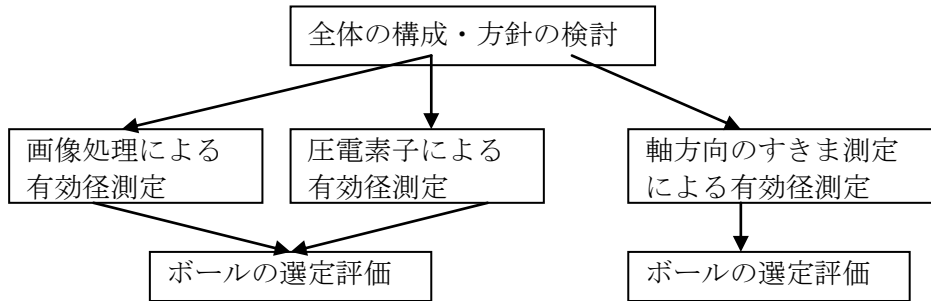 全体の構成・方針の検討
画像処理による
有効径測定
圧電素子による
有効径測定
軸方向のすきま測定
による有効径測定
ボールの選定評価
ボールの選定評価